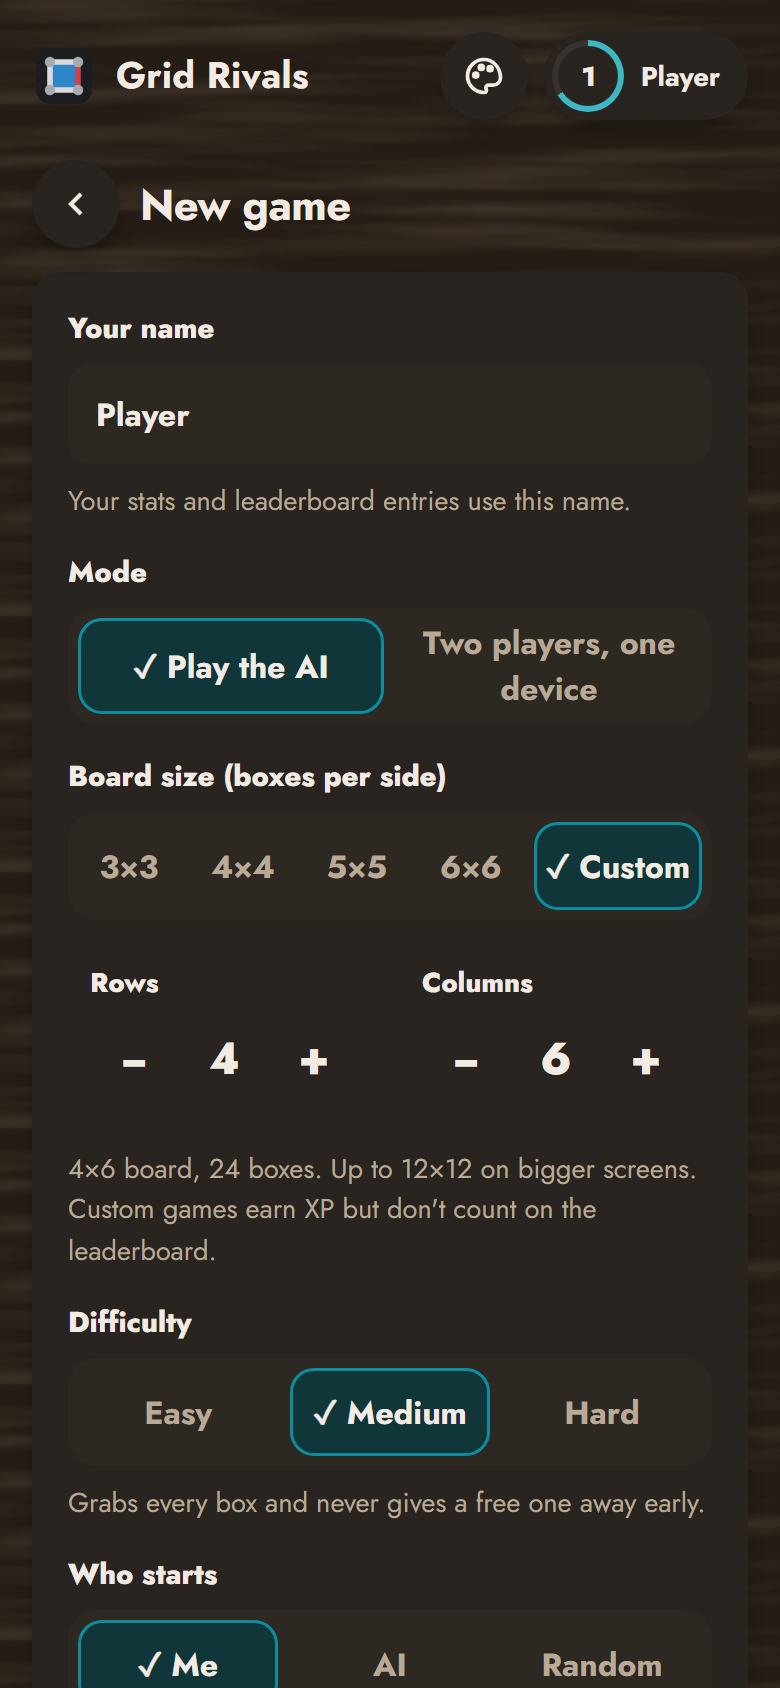 Grid Rivals
1 Player
New game
Your name
Player
Your stats and leaderboard entries use this name.
Mode
✓ Play the AI
Two players, one
device
Board size (boxes per side)
3×3 4×4 5×5 6×6 ✓ Custom
Rows Columns
– 4 + – 6 +
4×6 board, 24 boxes. Up to 12×12 on bigger screens.
Custom games earn XP but don't count on the
leaderboard.
Difficulty
Easy ✓ Medium Hard
Grabs every box and never gives a free one away early.
Who starts
✓ Me AI Random